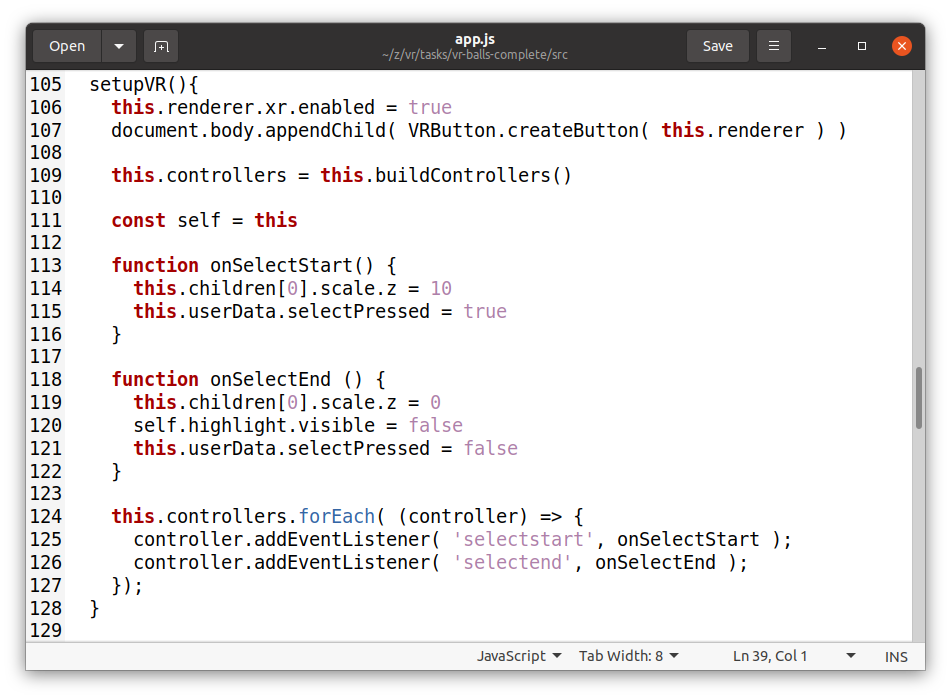 Open
app.js
~/z/vr/tasks/vr-balls-complete/src
Save
105 setupVR(){
106 this.renderer.xr.enabled = true
107 document.body.appendChild( VRButton.createButton( this.renderer ) )
108
109 this.controllers = this.buildControllers()
110
111 const self = this
112
113 function onSelectStart() {
114 this.children[0].scale.z = 10
115 this.userData.selectPressed = true
116 }
117
118 function onSelectEnd () {
119 this.children[0].scale.z = 0
120 self.highlight.visible = false
121 this.userData.selectPressed = false
122 }
123
124 this.controllers.forEach( (controller) => {
125 controller.addEventListener( 'selectstart', onSelectStart );
126 controller.addEventListener( 'selectend', onSelectEnd );
127 });
128 }
129
JavaScript Tab Width: 8 Ln 39, Col 1 INS